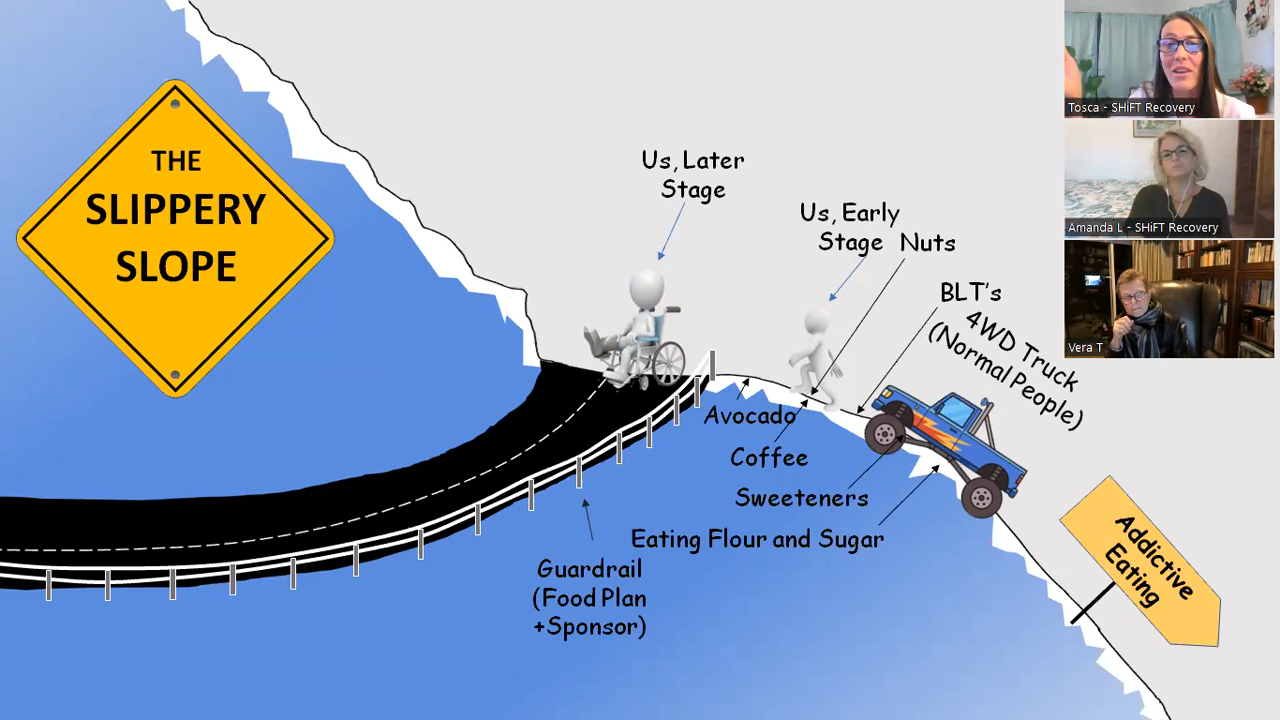 THE
SLIPPERY
SLOPE
Us, Later
Stage
Us, Early
Stage
Nuts
BLT's
4WD Truck
(Normal People)
Avocado
Coffee
Sweeteners
Eating Flour and Sugar
Guardrail
(Food Plan
+Sponsor)
Addictive
Eating
Tosca - SHiFT Recovery
Amanda L - SHiFT Recovery
Vera T